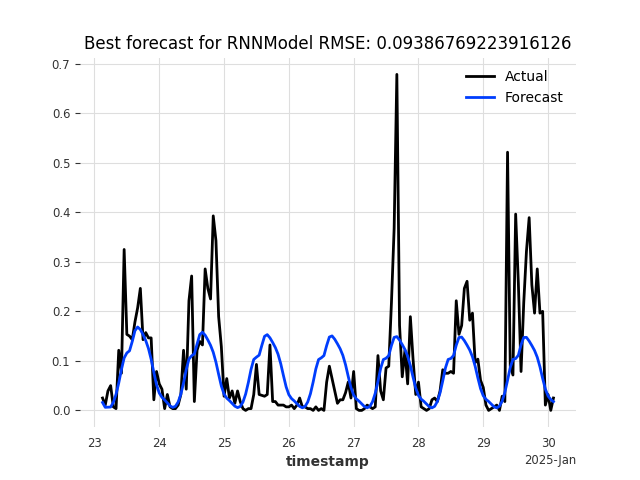 Best forecast for RNNModel RMSE: 0.09386769223916126
Actual
Forecast
0.7
0.6
0.5
0.4
0.3
0.2
0.1
0.0
23 24 25 26 27 28 29 30
timestamp
2025-Jan